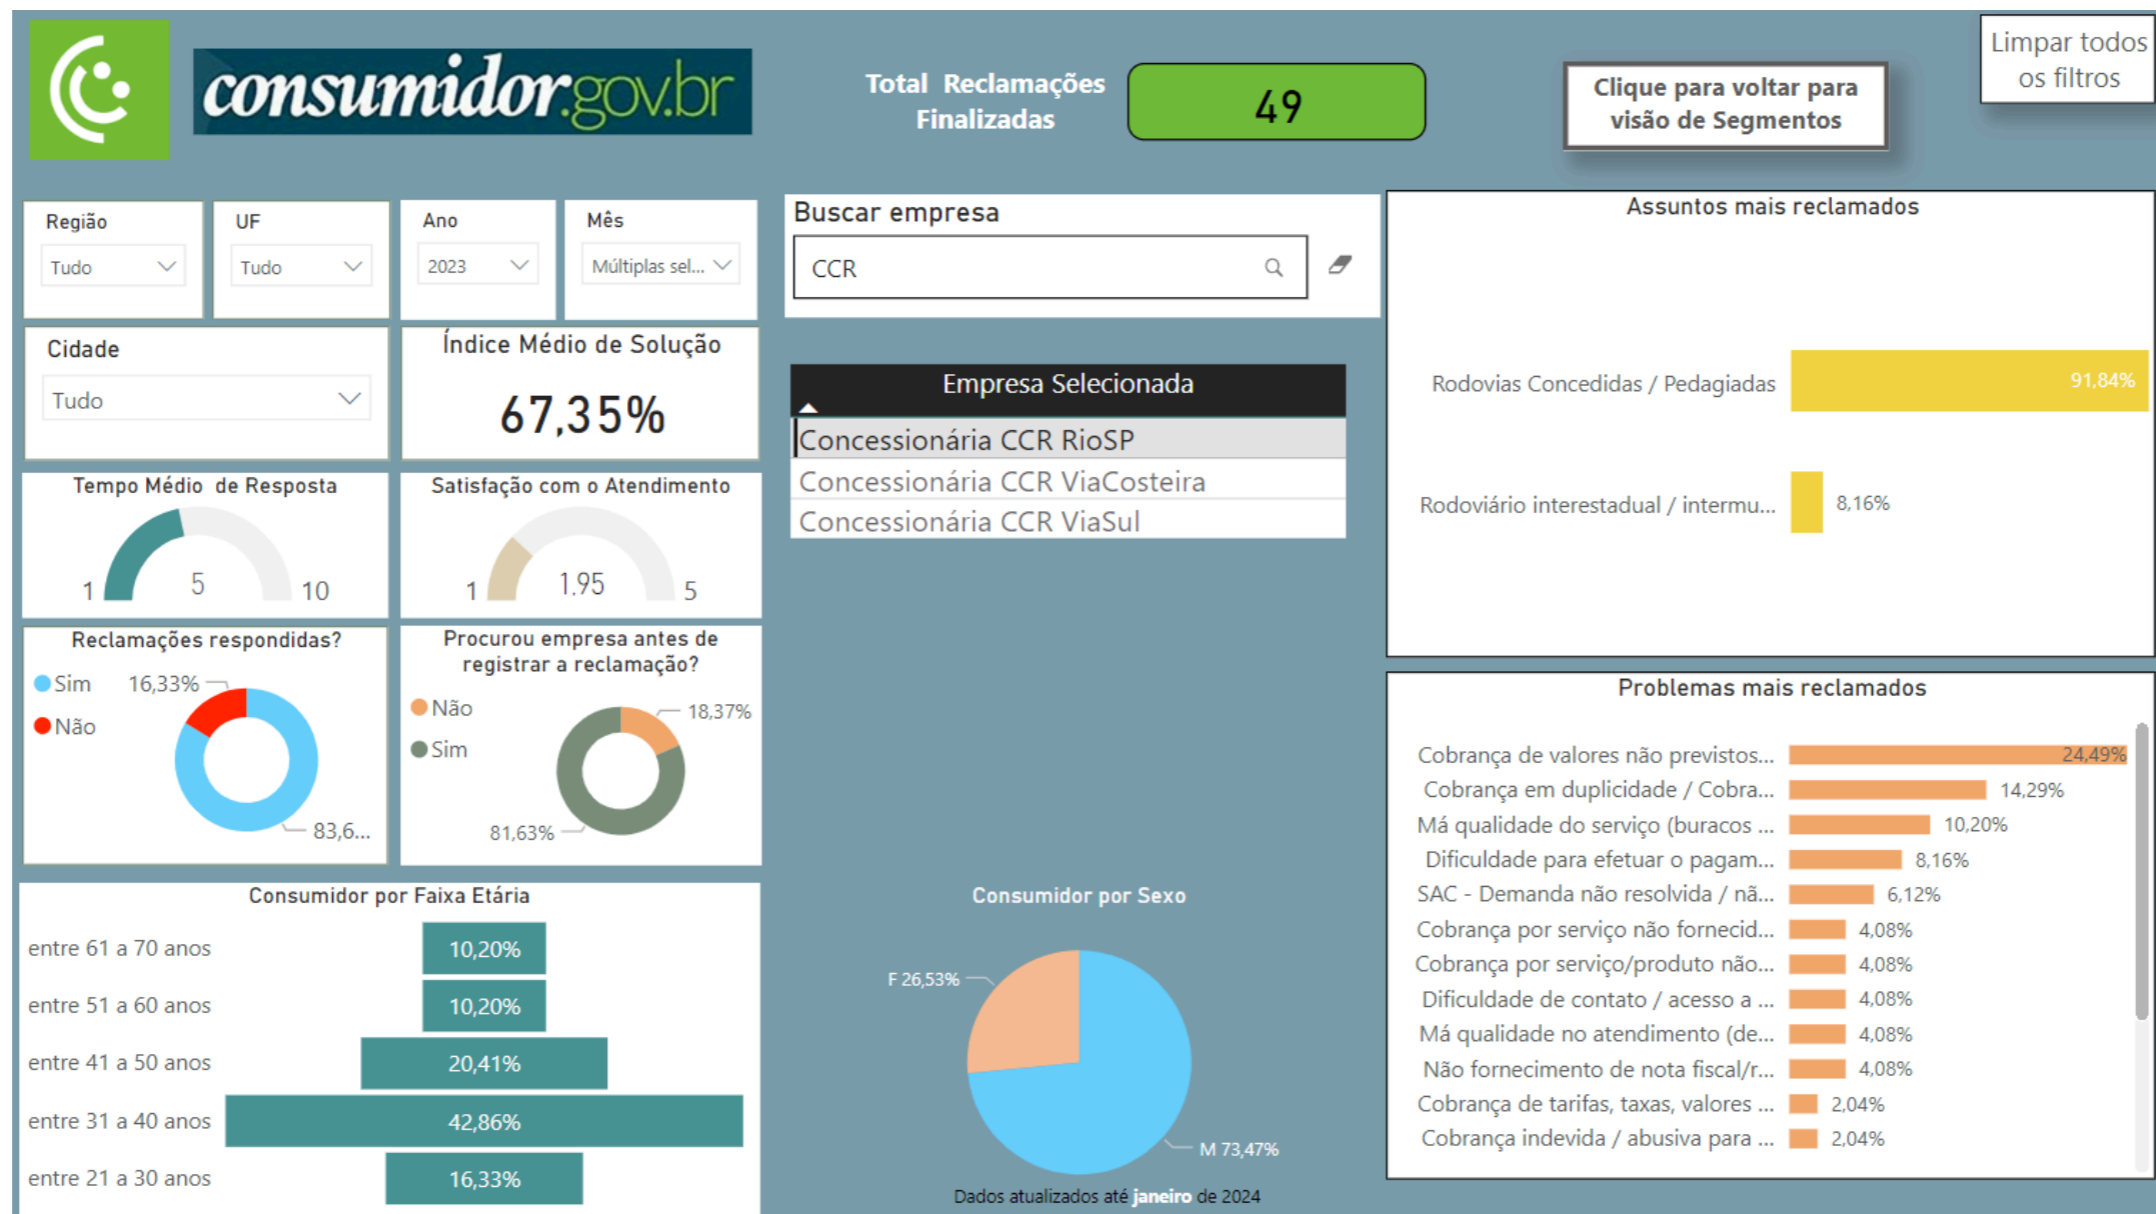 consumidor.gov.br
Total Reclamações
Finalizadas
49
Clique para voltar para
visão de Segmentos
Limpar todos
os filtros
Região
Tudo
UF
Tudo
Ano
2023
Mês
Múltiplas sel...
Buscar empresa
CCR
Cidade
Tudo
Índice Médio de Solução
67,35%
Empresa Selecionada
Concessionária CCR RioSP
Concessionária CCR ViaCosteira
Concessionária CCR ViaSul
Tempo Médio de Resposta
1
5
10
Satisfação com o Atendimento
1
1.95
5
Reclamações respondidas?
Sim
Não
16,33%
83,6...
Procurou empresa antes de
registrar a reclamação?
Não
Sim
18,37%
81,63%
Assuntos mais reclamados
Rodovias Concedidas / Pedagiadas 91,84%
Rodoviário interestadual / intermu... 8,16%
Problemas mais reclamados
Cobrança de valores não previstos... 24,49%
Cobrança em duplicidade / Cobra... 14,29%
Má qualidade do serviço (buracos ... 10,20%
Dificuldade para efetuar o pagam... 8,16%
SAC - Demanda não resolvida / nã... 6,12%
Cobrança por serviço não fornecid... 4,08%
Cobrança por serviço/produto não... 4,08%
Dificuldade de contato / acesso a ... 4,08%
Má qualidade no atendimento (de... 4,08%
Não fornecimento de nota fiscal/r... 4,08%
Cobrança de tarifas, taxas, valores ... 2,04%
Cobrança indevida / abusiva para ... 2,04%
Consumidor por Faixa Etária
entre 61 a 70 anos 10,20%
entre 51 a 60 anos 10,20%
entre 41 a 50 anos 20,41%
entre 31 a 40 anos 42,86%
entre 21 a 30 anos 16,33%
Consumidor por Sexo
F 26,53%
M 73,47%
Dados atualizados até janeiro de 2024